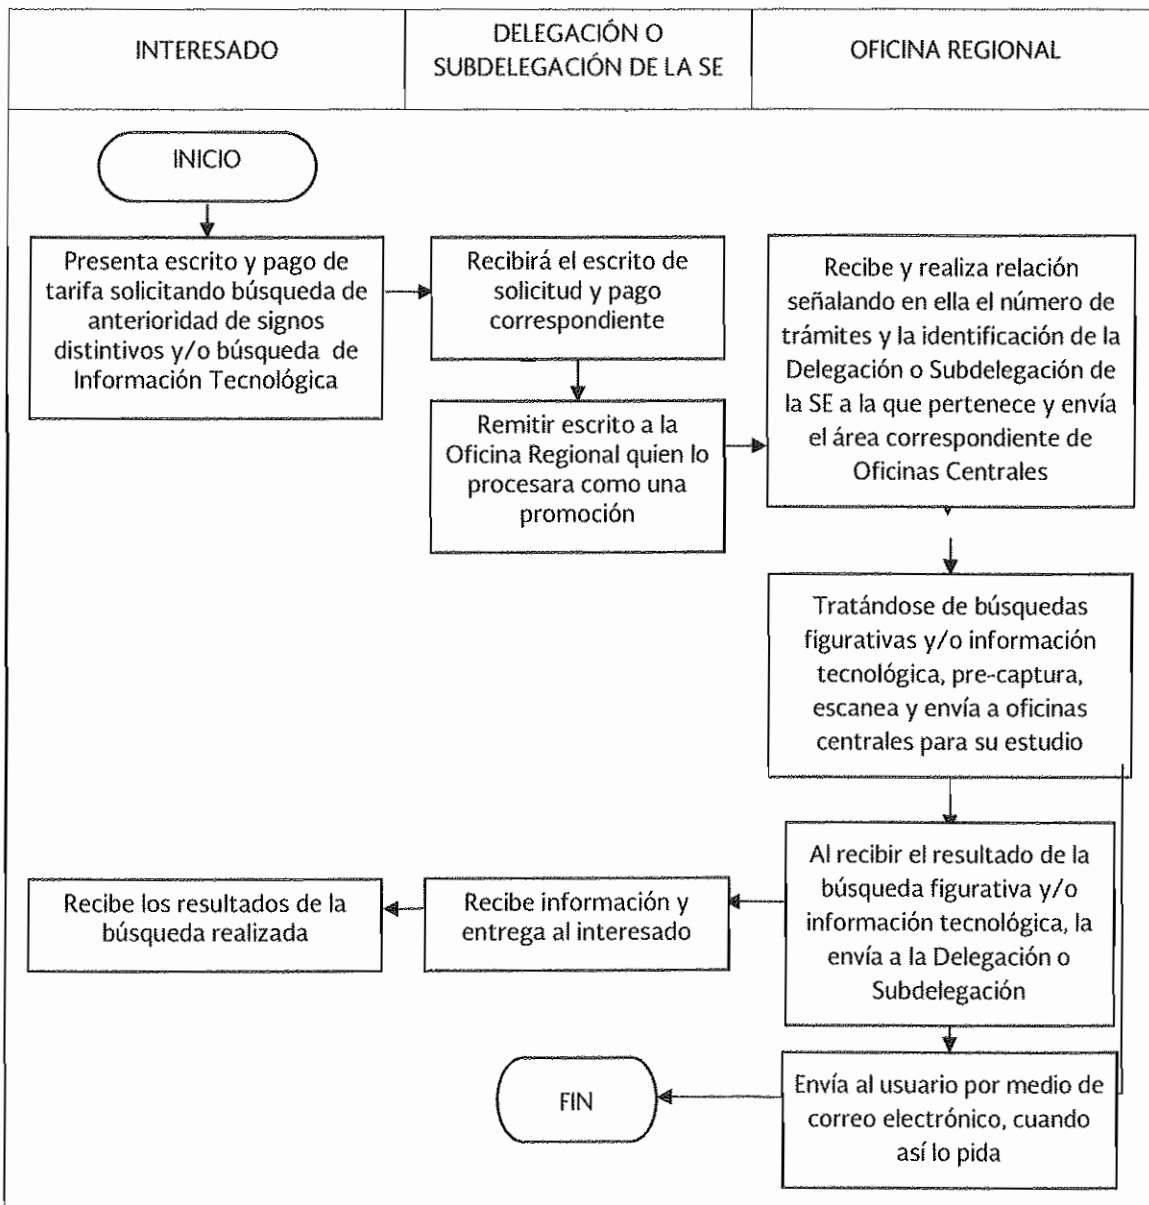 INTERESADO
DELEGACIÓN O
SUBDELEGACIÓN DE LA SE
OFICINA REGIONAL
INICIO
Presenta escrito y pago de
tarifa solicitando búsqueda de
anterioridad de signos
distintivos y/o búsqueda de
Información Tecnológica
Recibirá el escrito de
solicitud y pago
correspondiente
Remitir escrito a la
Oficina Regional quien lo
procesara como una
promoción
Recibe y realiza relación
señalando en ella el número de
trámites y la identificación de la
Delegación o Subdelegación de
la SE a la que pertenece y envía
el área correspondiente de
Oficinas Centrales
Tratándose de búsquedas
figurativas y/o información
tecnológica, pre-captura,
escanea y envía a oficinas
centrales para su estudio
Al recibir el resultado de la
búsqueda figurativa y/o
información tecnológica, la
envía a la Delegación o
Subdelegación
Recibe información y
entrega al interesado
Recibe los resultados de la
búsqueda realizada
Envía al usuario por medio de
correo electrónico, cuando
así lo pida
FIN